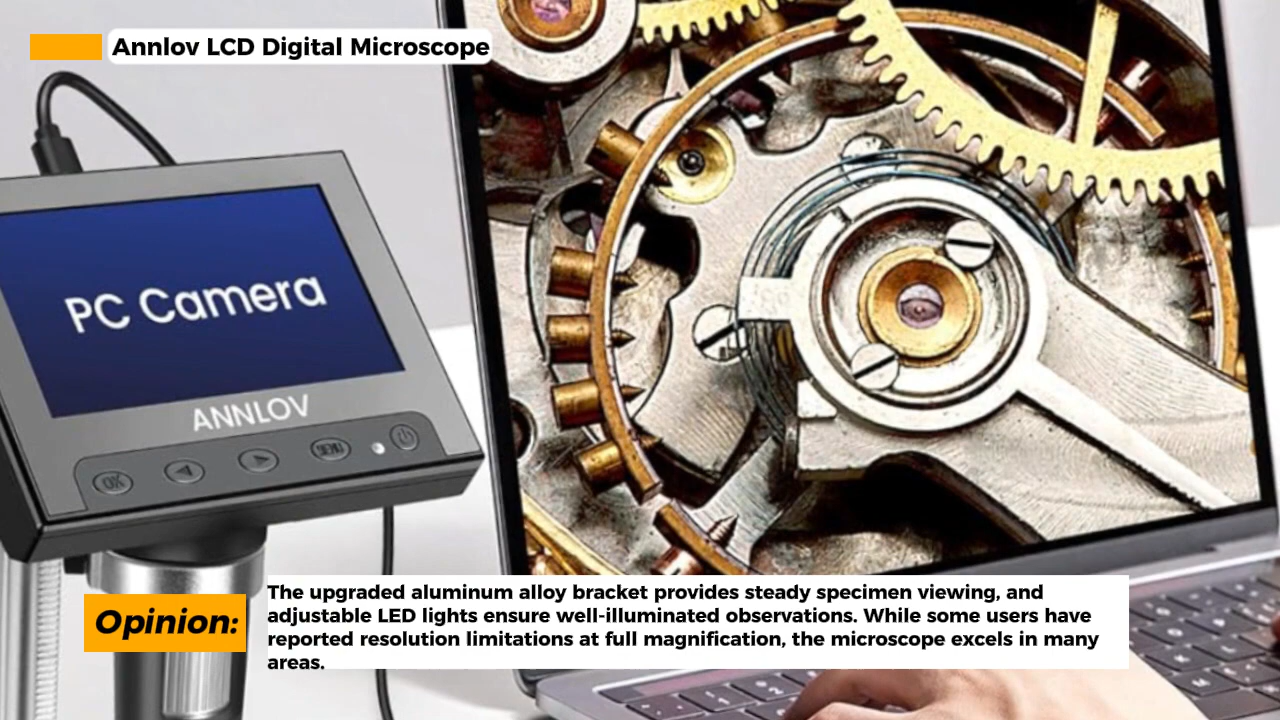 Annlov LCD Digital Microscope
PC Camera
ANNLOV
OK
Opinion:
The upgraded aluminum alloy bracket provides steady specimen viewing, and
adjustable LED lights ensure well-illuminated observations. While some users have
reported resolution limitations at full magnification, the microscope excels in many
areas.